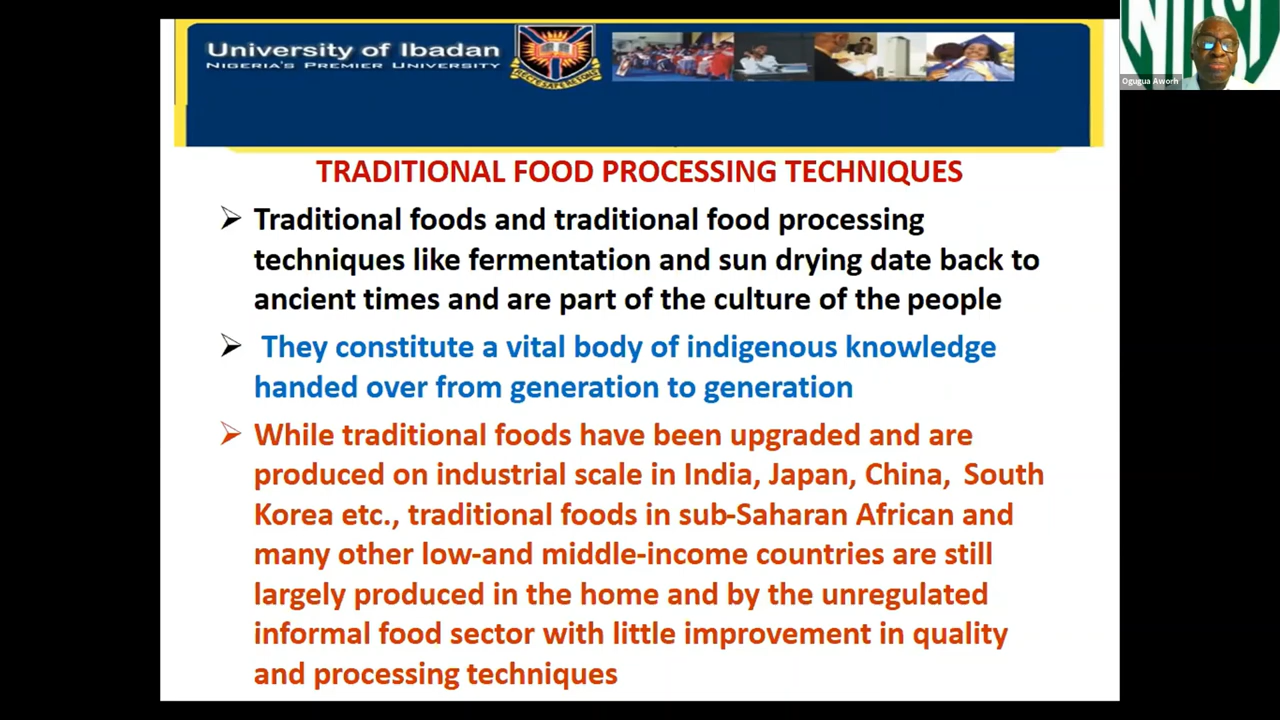 University of Ibadan
NIGERIA'S PREMIER UNIVERSITY
Ogugua Aworh
TRADITIONAL FOOD PROCESSING TECHNIQUES
Traditional foods and traditional food processing
techniques like fermentation and sun drying date back to
ancient times and are part of the culture of the people
They constitute a vital body of indigenous knowledge
handed over from generation to generation
While traditional foods have been upgraded and are
produced on industrial scale in India, Japan, China, South
Korea etc., traditional foods in sub-Saharan African and
many other low-and middle-income countries are still
largely produced in the home and by the unregulated
informal food sector with little improvement in quality
and processing techniques